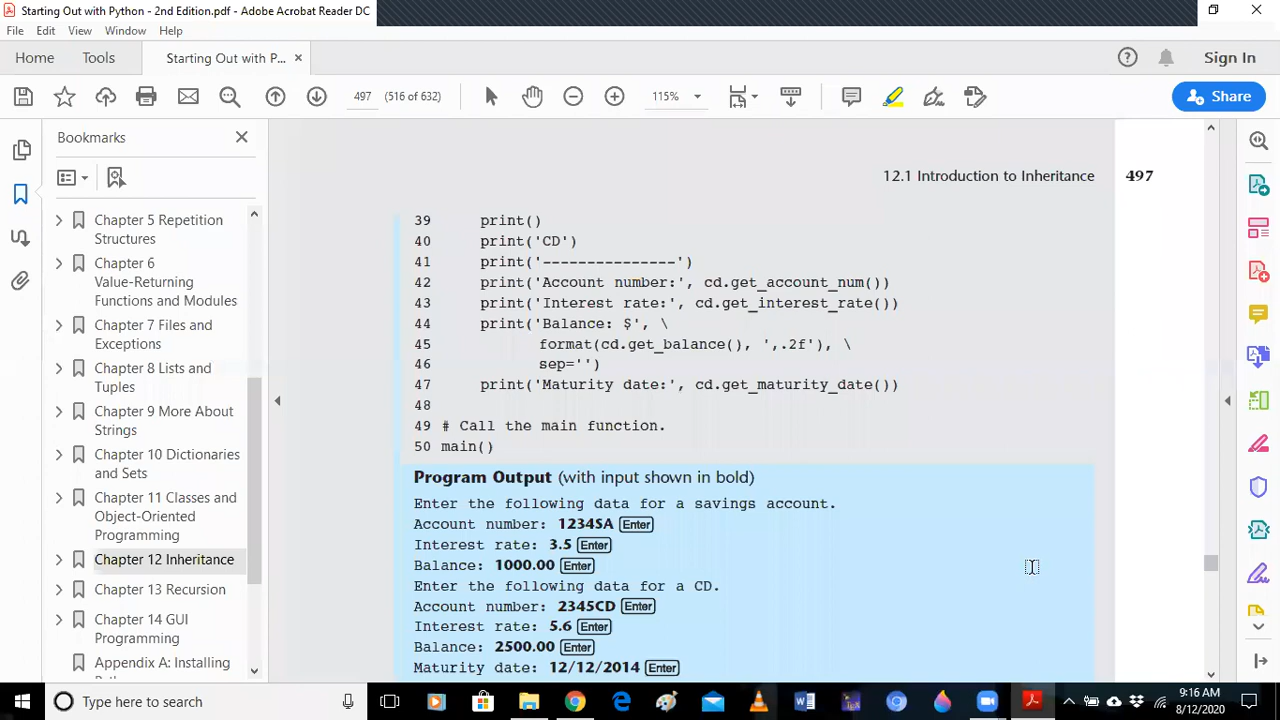 Starting Out with Python - 2nd Edition.pdf - Adobe Acrobat Reader DC
File Edit View Window Help
Home Tools Starting Out with P... × Sign In
497 (516 of 632) 115% Share
Bookmarks
Chapter 5 Repetition
Structures
Chapter 6
Value-Returning
Functions and Modules
Chapter 7 Files and
Exceptions
Chapter 8 Lists and
Tuples
Chapter 9 More About
Strings
Chapter 10 Dictionaries
and Sets
Chapter 11 Classes and
Object-Oriented
Programming
Chapter 12 Inheritance
Chapter 13 Recursion
Chapter 14 GUI
Programming
Appendix A: Installing
12.1 Introduction to Inheritance 497
39 print()
40 print('CD')
41 print('---------------')
42 print('Account number:', cd.get_account_num())
43 print('Interest rate:', cd.get_interest_rate())
44 print('Balance: $', \
45 format(cd.get_balance(), ',.2f'), \
46 sep='')
47 print('Maturity date:', cd.get_maturity_date())
48
49 # Call the main function.
50 main()
Program Output (with input shown in bold)
Enter the following data for a savings account.
Account number: 1234SA Enter
Interest rate: 3.5 Enter
Balance: 1000.00 Enter
Enter the following data for a CD.
Account number: 2345CD Enter
Interest rate: 5.6 Enter
Balance: 2500.00 Enter
Maturity date: 12/12/2014 Enter
Type here to search
9:16 AM
8/12/2020